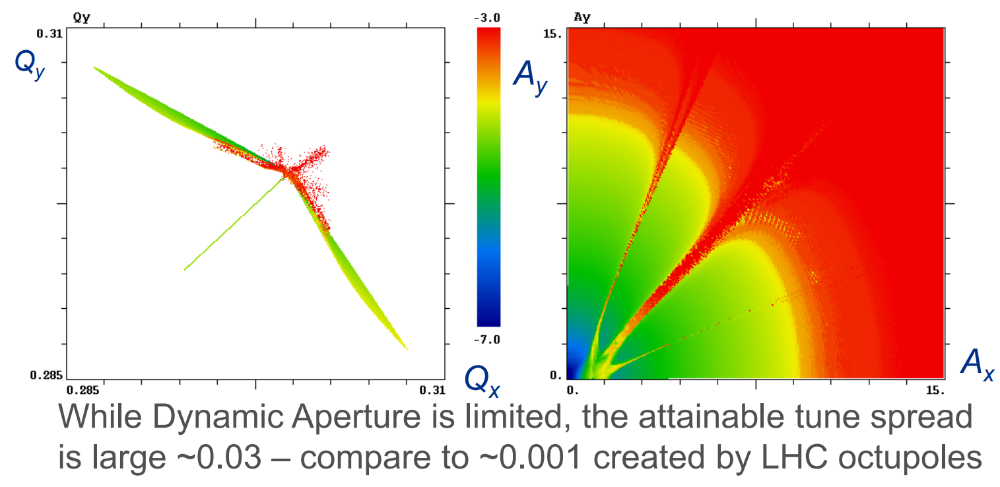 Qy
0.31
Qy
0.285
0.285
0.31
Qx
-3.0
-7.0
Ay
15.
Ay
0.
0.
15.
Ax
While Dynamic Aperture is limited, the attainable tune spread
is large ~0.03 – compare to ~0.001 created by LHC octupoles